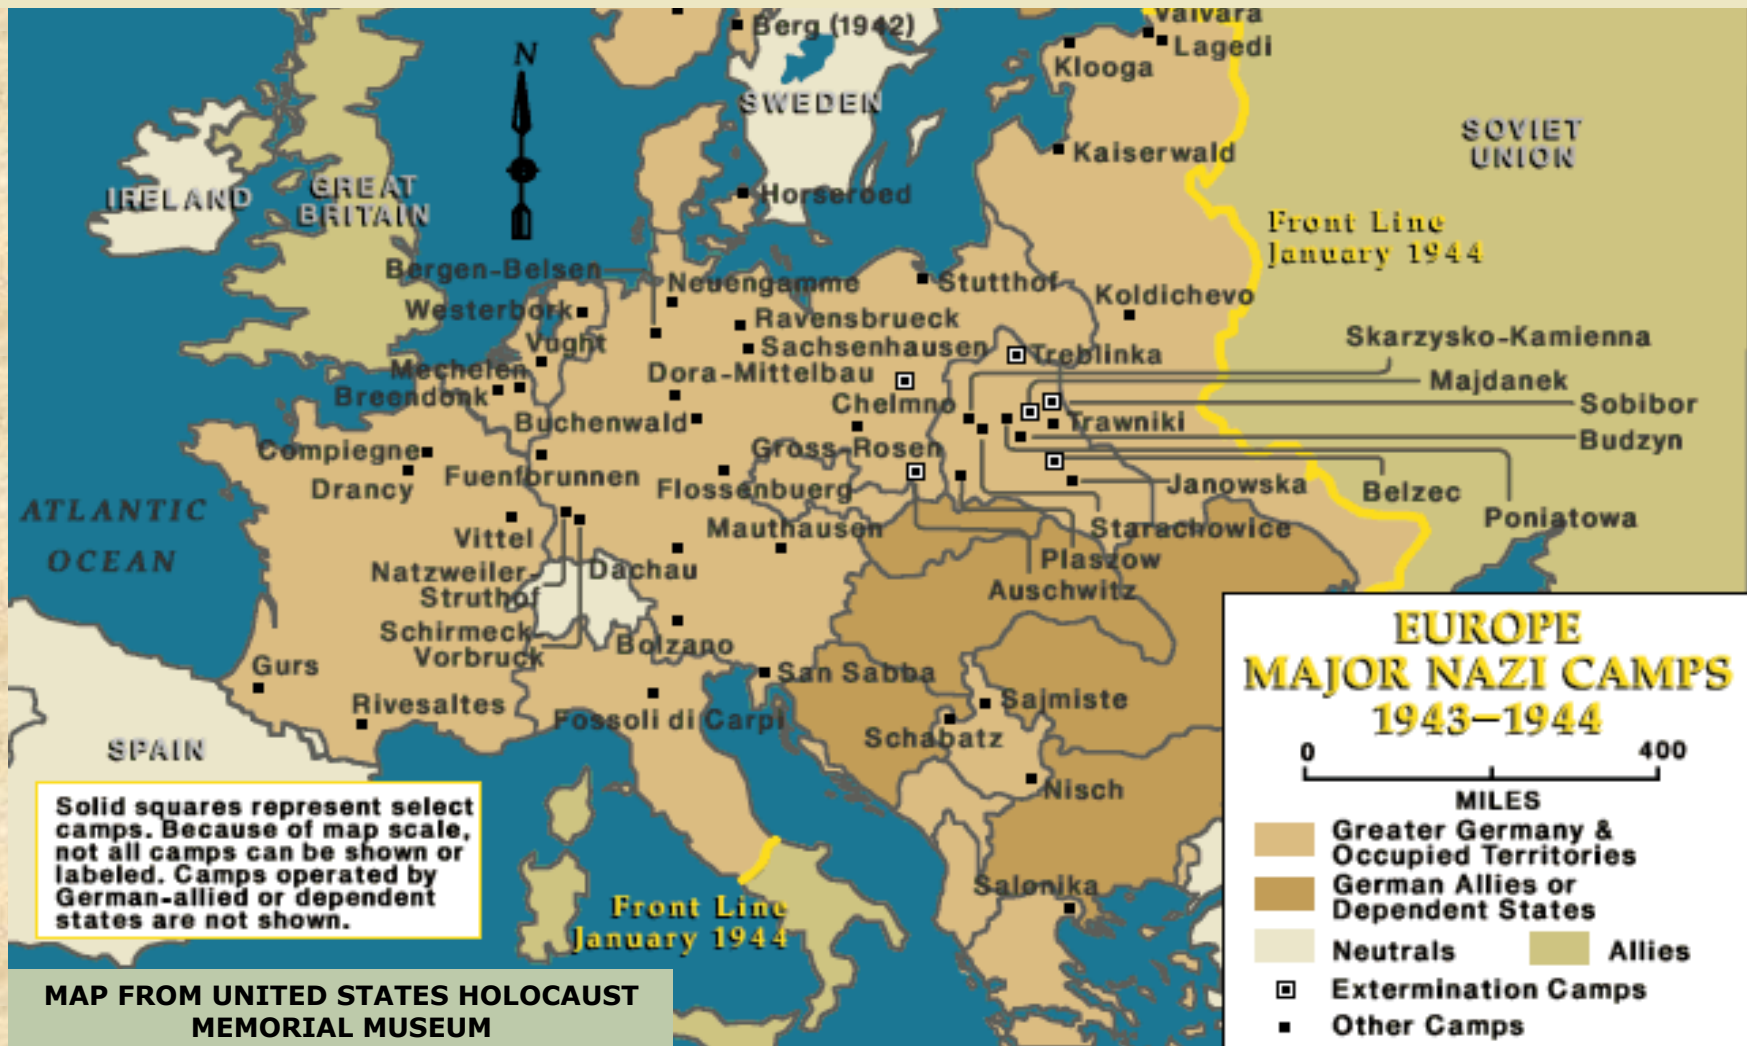 Berg (1942)
Vaivara
Lagedi
Klooga
N
SWEDEN
SOVIET
UNION
Kaiserwald
IRELAND
GREAT
BRITAIN
Horseroed
Front Line
January 1944
Bergen-Belsen
Neuengamme
Stutthof
Koldichevo
Westerbork
Ravensbrueck
Skarzysko-Kamienna
Vught
Sachsenhausen
Treblinka
Mechelen
Dora-Mittelbau
Majdanek
Breendonk
Chelmno
Sobibor
Buchenwald
Trawniki
Budzyn
Compiegne
Gross-Rosen
Fuenfbrunnen
Drancy
Flossenbuerg
Janowska
Belzec
ATLANTIC
OCEAN
Poniatowa
Vittel
Mauthausen
Starachowice
Plaszow
Natzweiler-
Struthof
Dachau
Auschwitz
Schirmeck-
Vorbruck
Bolzano
Gurs
San Sabba
Rivesaltes
Sajmiste
Fossoli di Carpi
Schabatz
SPAIN
Nisch
Salonika
Front Line
January 1944
EUROPE
MAJOR NAZI CAMPS
1943–1944
0 400
MILES
Greater Germany &
Occupied Territories
German Allies or
Dependent States
Neutrals Allies
Extermination Camps
Other Camps
Solid squares represent select
camps. Because of map scale,
not all camps can be shown or
labeled. Camps operated by
German-allied or dependent
states are not shown.
MAP FROM UNITED STATES HOLOCAUST
MEMORIAL MUSEUM